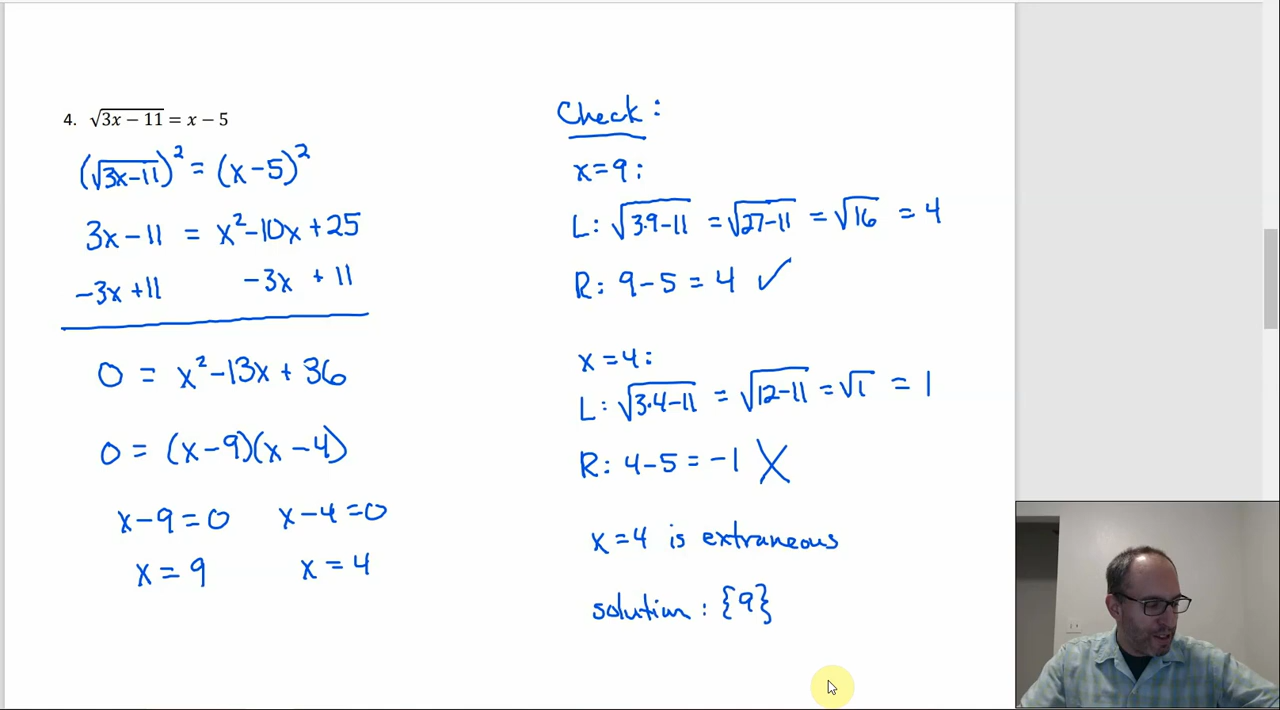 4. √(3x − 11) = x − 5
(√(3x−11))² = (x−5)²
3x−11 = x²−10x+25
−3x+11 −3x + 11
0 = x²−13x+36
0 = (x−9)(x−4)
x−9=0 x−4=0
x=9 x=4
Check:
x=9:
L: √(3·9−11) = √(27−11) = √16 = 4
R: 9−5=4 ✓
x=4:
L: √(3·4−11) = √(12−11) = √1 = 1
R: 4−5=−1 X
x=4 is extraneous
solution: {9}